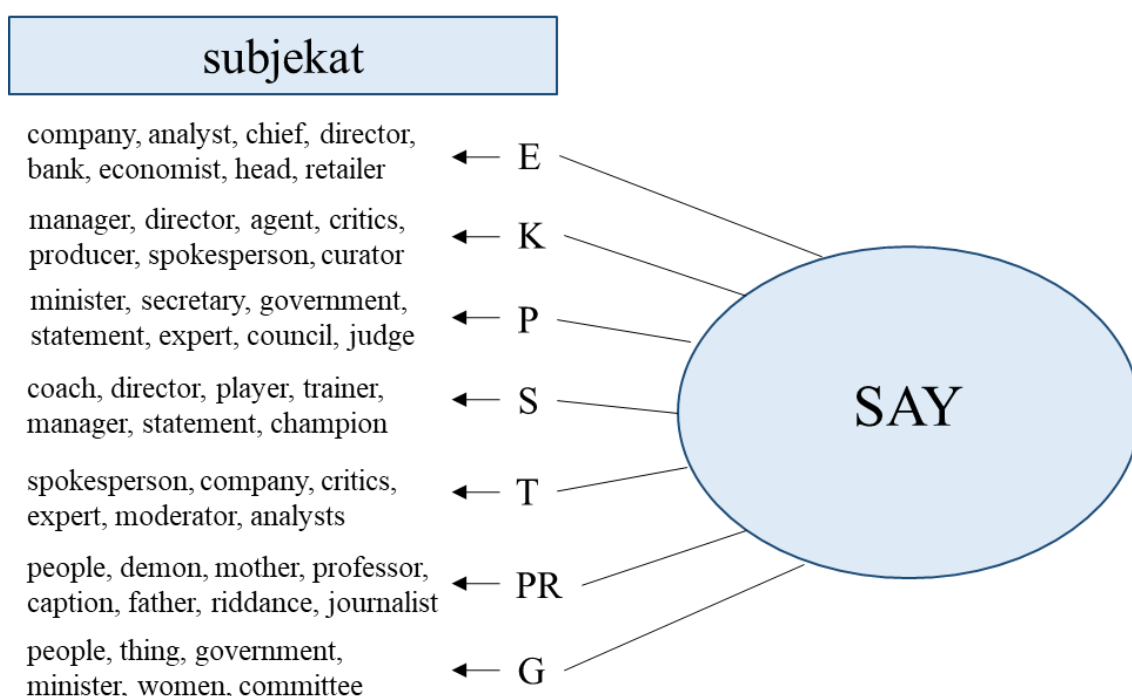 subjekat
company, analyst, chief, director,
bank, economist, head, retailer
E
manager, director, agent, critics,
producer, spokesperson, curator
K
minister, secretary, government,
statement, expert, council, judge
P
coach, director, player, trainer,
manager, statement, champion
S
SAY
spokesperson, company, critics,
expert, moderator, analysts
T
people, demon, mother, professor,
caption, father, riddance, journalist
PR
people, thing, government,
minister, women, committee
G